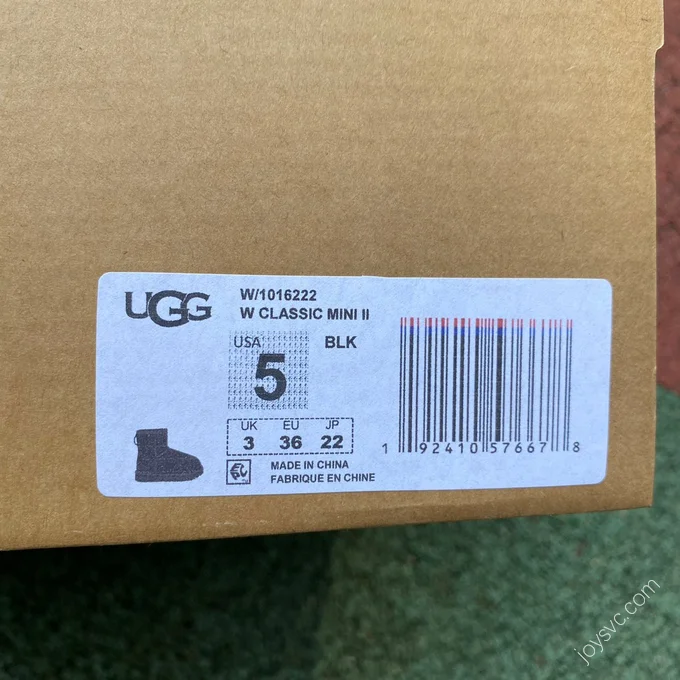 UGG
W/1016222
W CLASSIC MINI II
USA
5
BLK
UK EU JP
3 36 22
MADE IN CHINA
FABRIQUE EN CHINE
1 92410 57667 8
joysvc.com